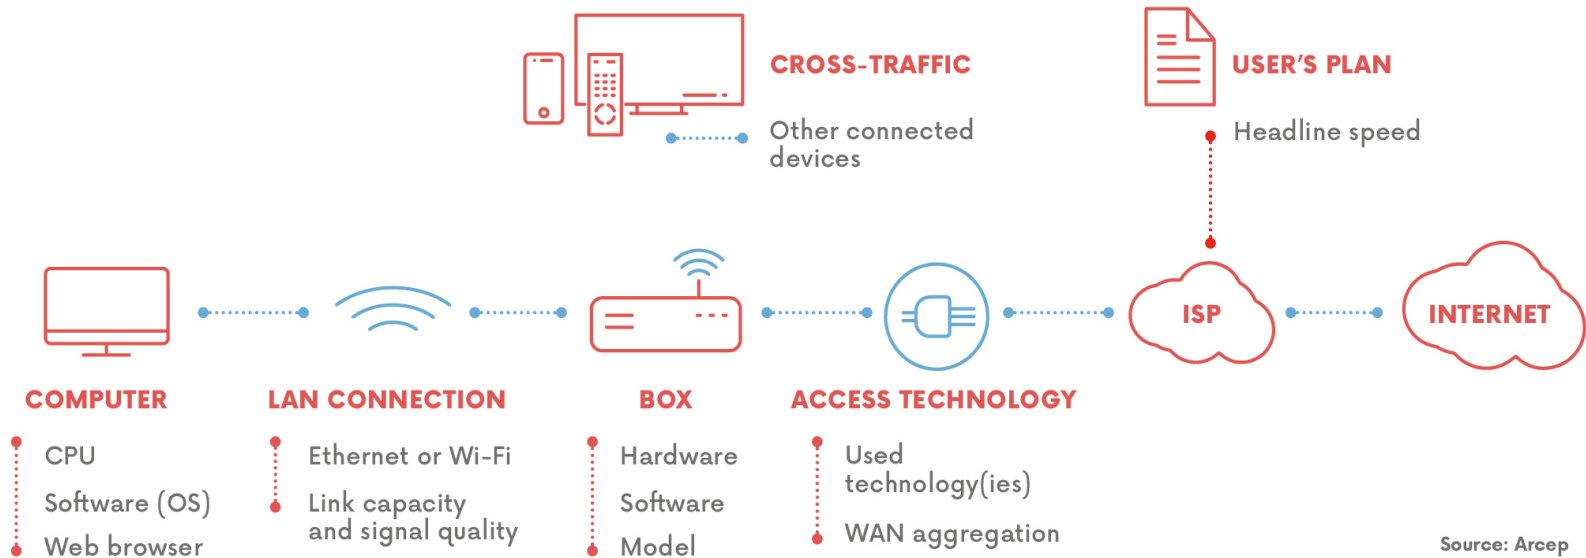 CROSS-TRAFFIC
Other connected
devices
USER'S PLAN
Headline speed
ISP
INTERNET
COMPUTER
CPU
Software (OS)
Web browser
LAN CONNECTION
Ethernet or Wi-Fi
Link capacity
and signal quality
BOX
Hardware
Software
Model
ACCESS TECHNOLOGY
Used
technology(ies)
WAN aggregation
Source: Arcep